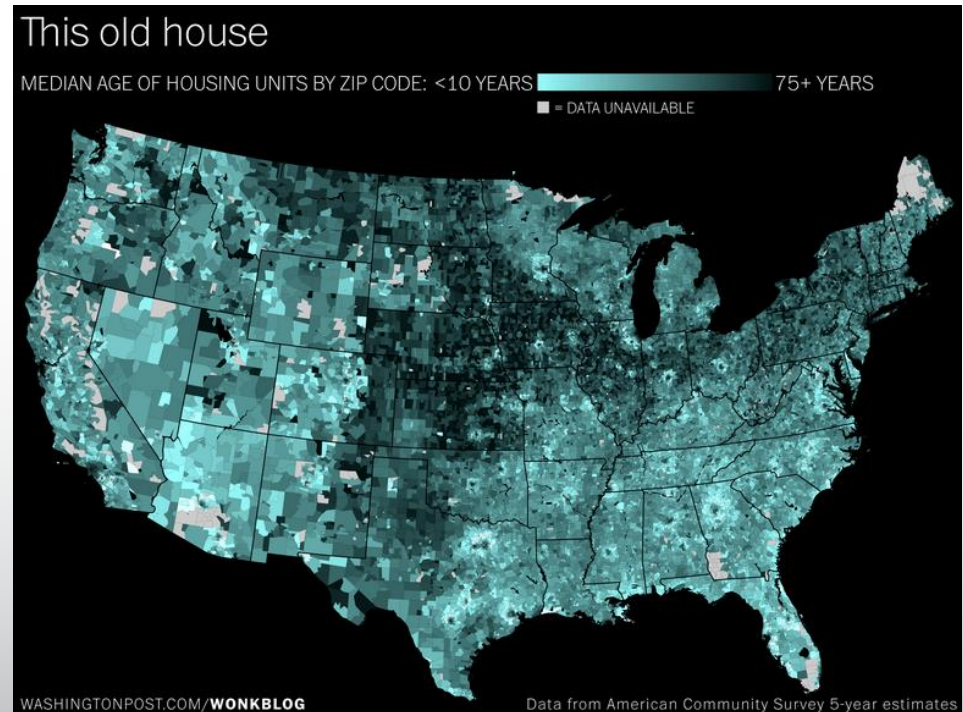 This old house
MEDIAN AGE OF HOUSING UNITS BY ZIP CODE: <10 YEARS 75+ YEARS
= DATA UNAVAILABLE
WASHINGTONPOST.COM/WONKBLOG
Data from American Community Survey 5-year estimates